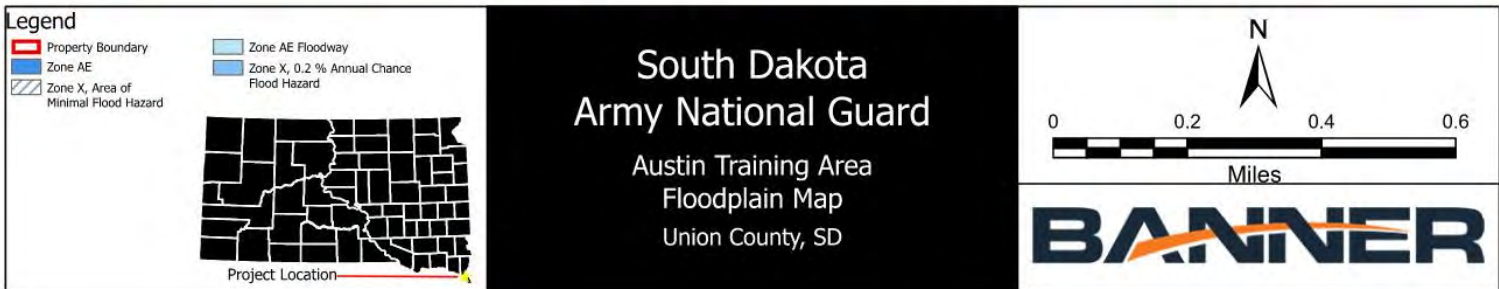 Legend
Property Boundary
Zone AE
Zone X, Area of
Minimal Flood Hazard
Zone AE Floodway
Zone X, 0.2 % Annual Chance
Flood Hazard
Project Location
South Dakota
Army National Guard
Austin Training Area
Floodplain Map
Union County, SD
N
0 0.2 0.4 0.6
Miles
BANNER